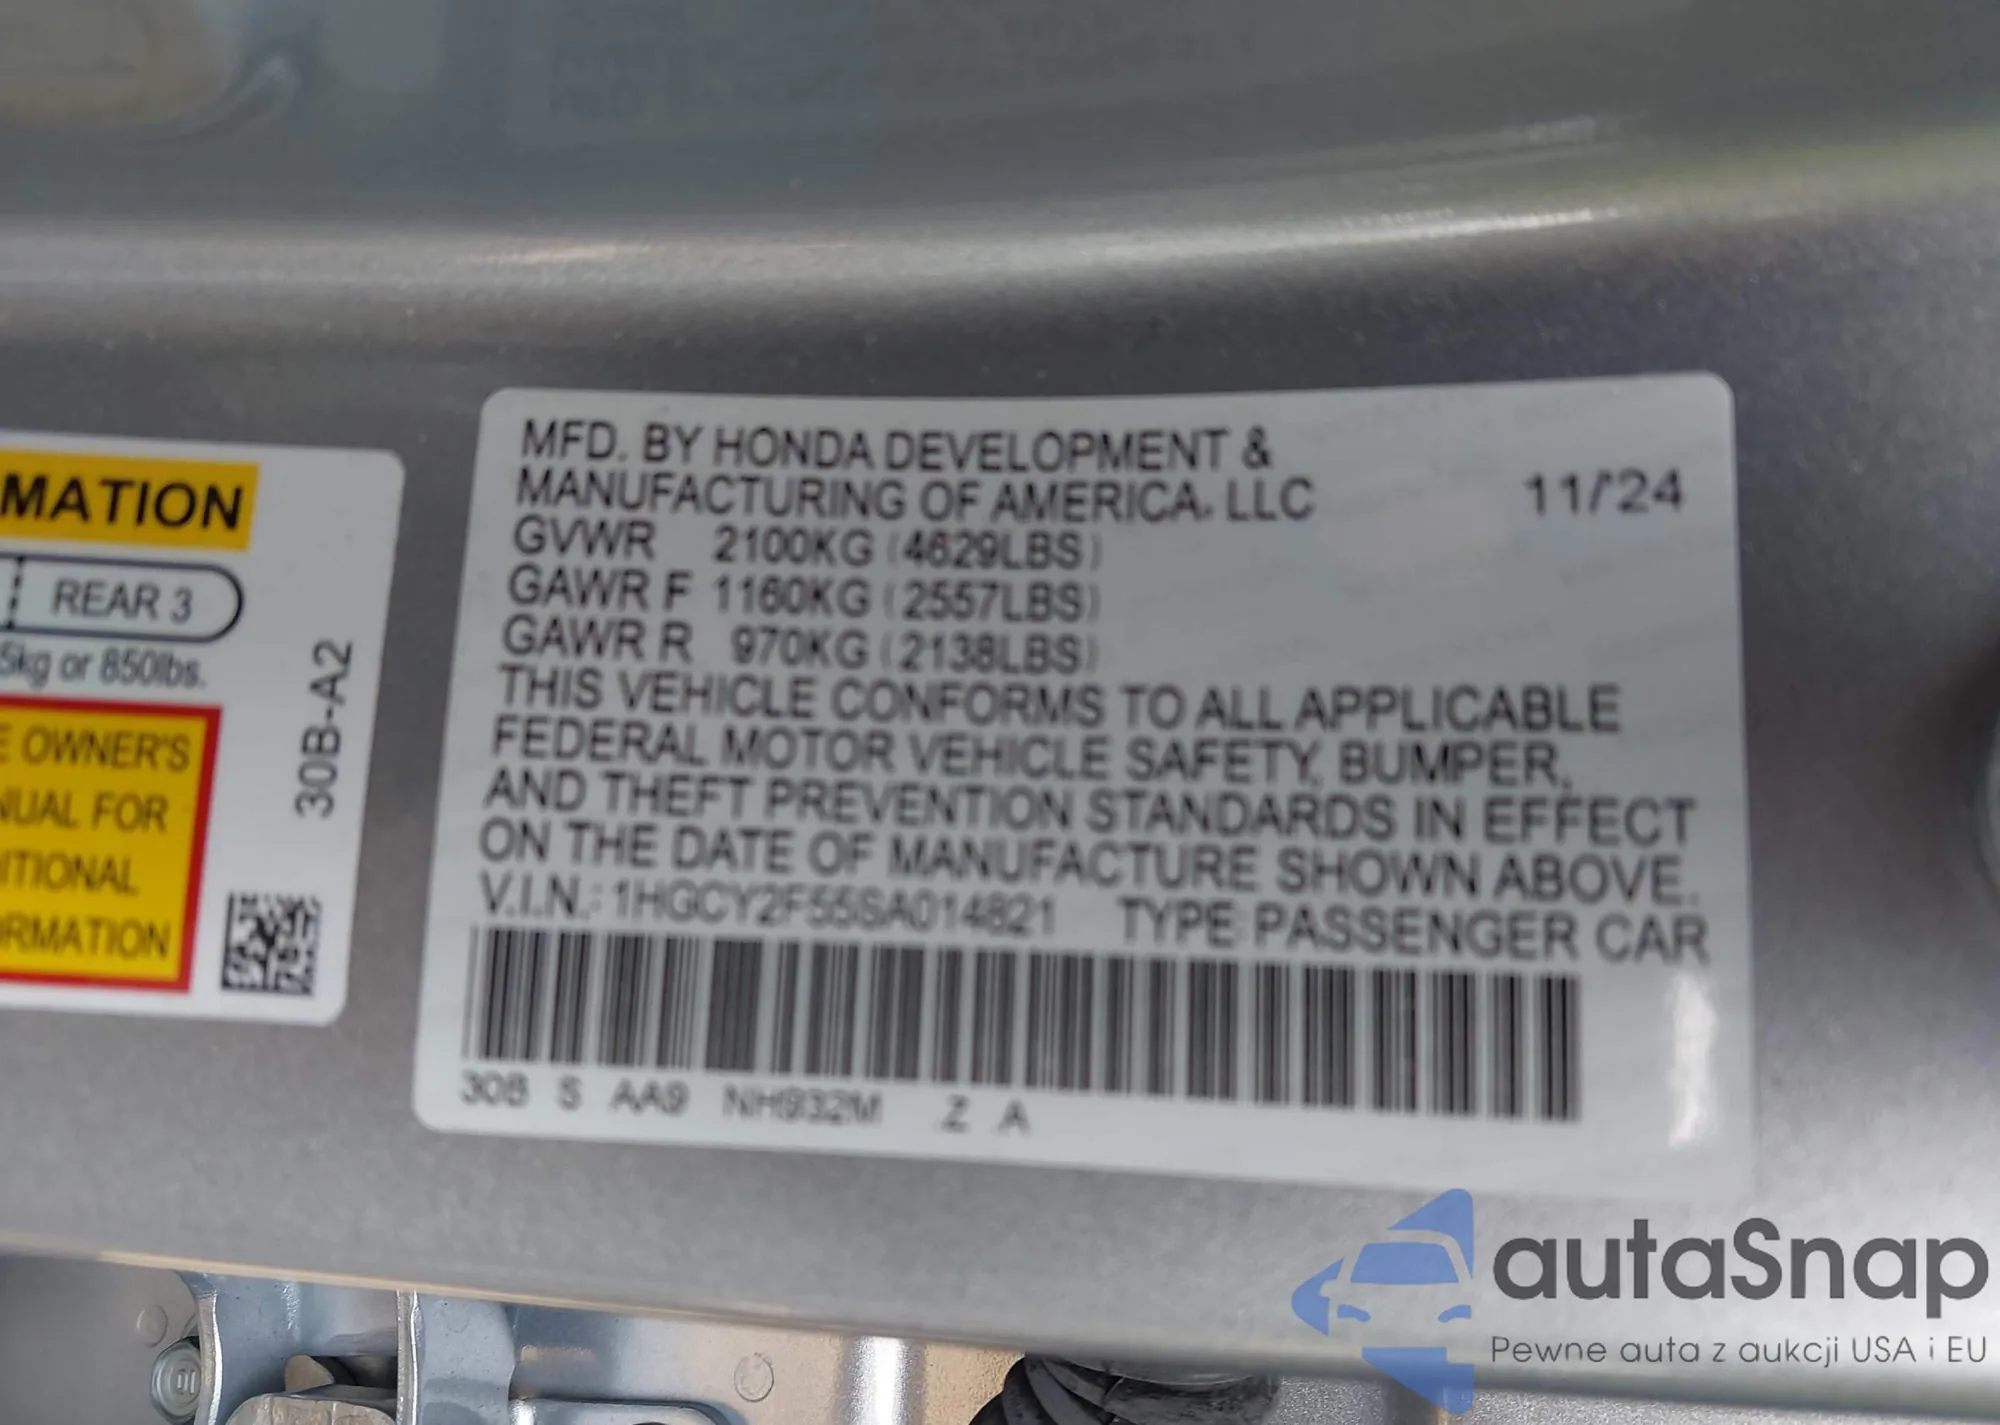 MATION
REAR 3
5kg or 850lbs.
E OWNER'S
NUAL FOR
ITIONAL
RMATION
30B-A2
MFD. BY HONDA DEVELOPMENT &
MANUFACTURING OF AMERICA, LLC 11/'24
GVWR 2100KG (4629LBS)
GAWR F 1160KG (2557LBS)
GAWR R 970KG (2138LBS)
THIS VEHICLE CONFORMS TO ALL APPLICABLE
FEDERAL MOTOR VEHICLE SAFETY, BUMPER,
AND THEFT PREVENTION STANDARDS IN EFFECT
ON THE DATE OF MANUFACTURE SHOWN ABOVE.
V.I.N.: 1HGCY2F55SA014821 TYPE: PASSENGER CAR
30B S AA9 NH932M Z A
autaSnap
Pewne auta z aukcji USA i EU